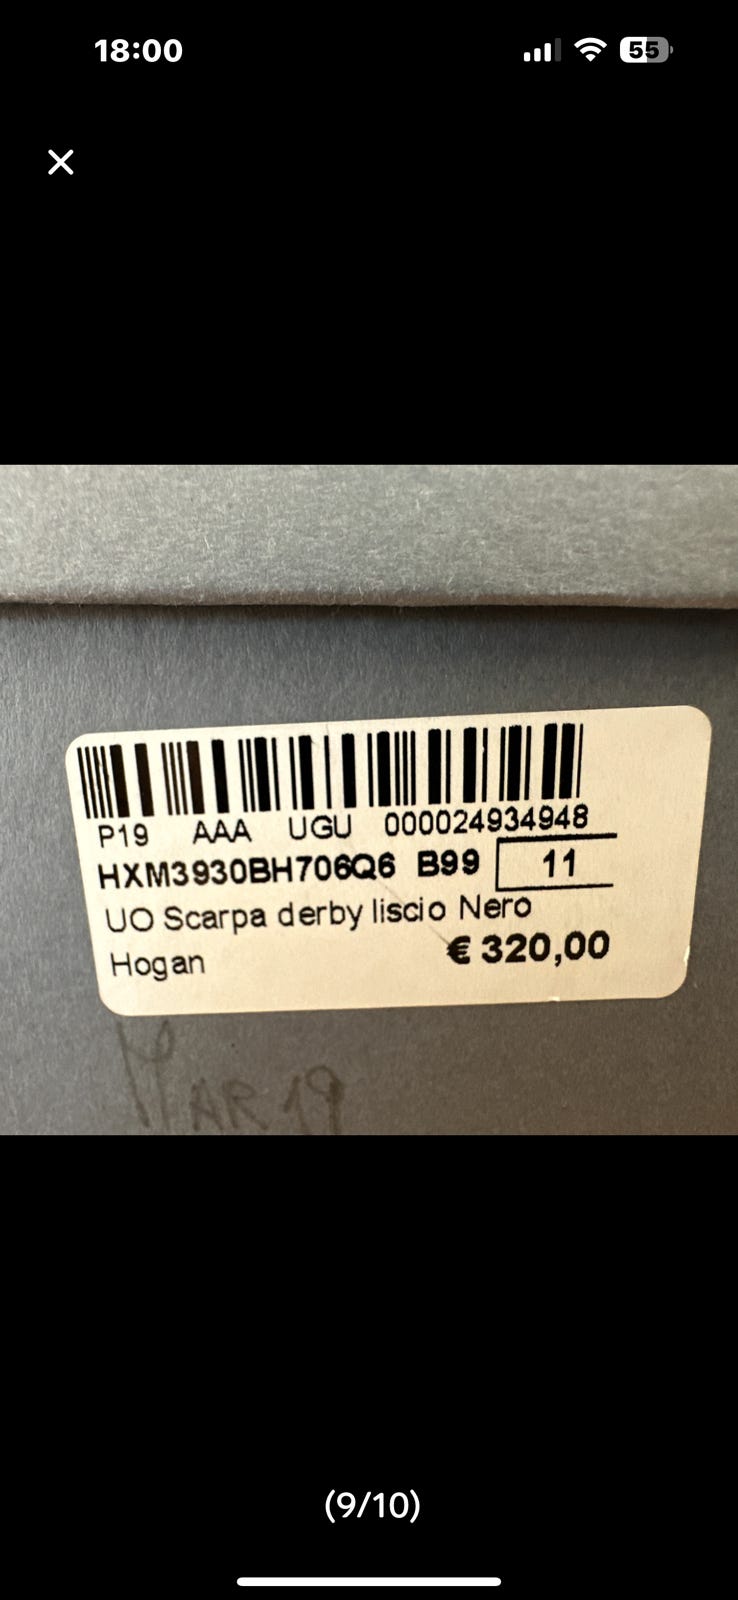 18:00
55
P19 AAA UGU 000024934948
HXM3930BH706Q6 B99 11
UO Scarpa derby liscio Nero
€ 320,00
Hogan
MAR 19
(9/10)